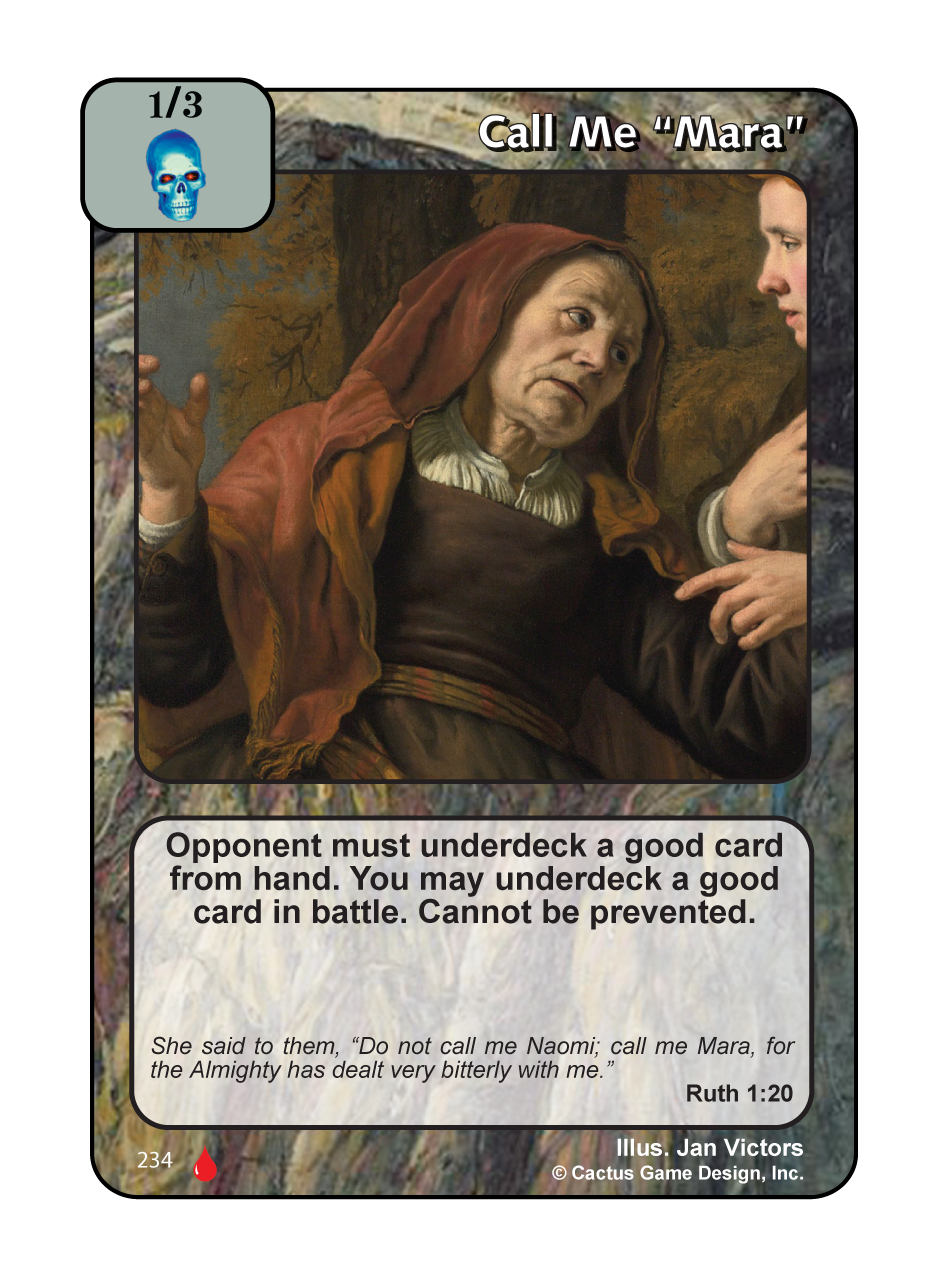 1/3
Call Me “Mara”
Opponent must underdeck a good card
from hand. You may underdeck a good
card in battle. Cannot be prevented.
She said to them, “Do not call me Naomi; call me Mara, for
the Almighty has dealt very bitterly with me.”
Ruth 1:20
234
Illus. Jan Victors
© Cactus Game Design, Inc.